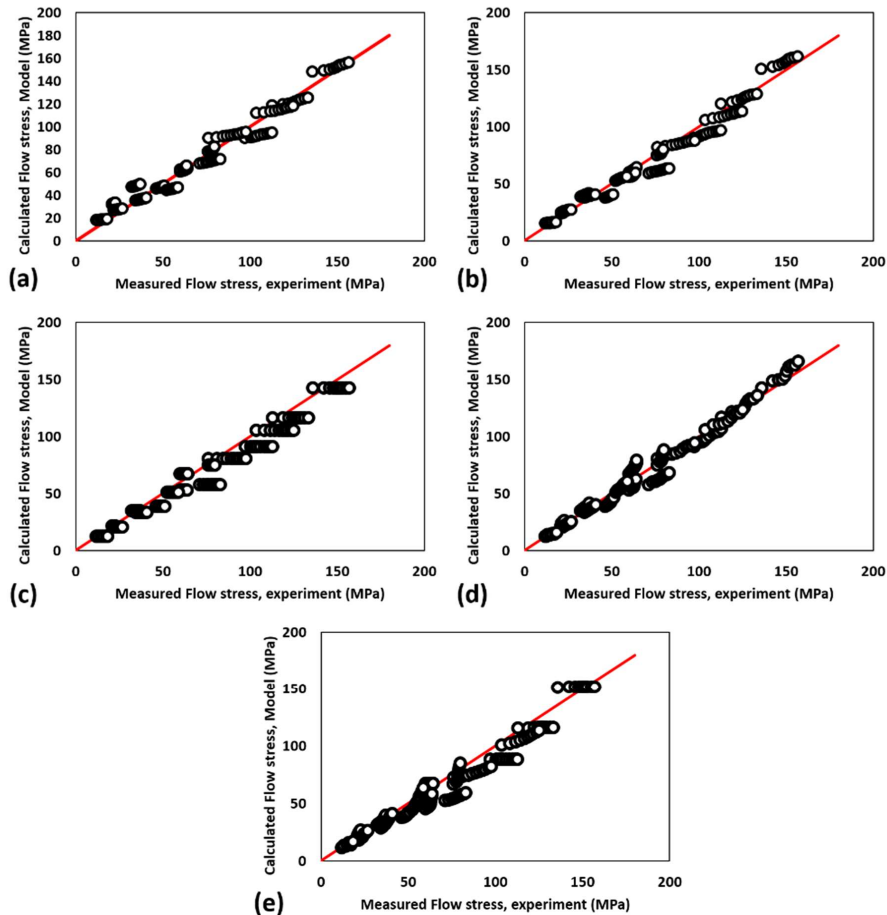 Calculated Flow stress, Model (MPa)
200
180
160
140
120
100
80
60
40
20
0
0 50 100 150 200
Measured Flow stress, experiment (MPa)
(a)
Calculated Flow stress, Model (MPa)
200
150
100
50
0
0 50 100 150 200
Measured Flow stress, experiment (MPa)
(b)
Calculated Flow stress, Model (MPa)
200
150
100
50
0
0 50 100 150 200
Measured Flow stress, experiment (MPa)
(c)
Calculated Flow stress, Model (MPa)
200
150
100
50
0
0 50 100 150 200
Measured Flow stress, experiment (MPa)
(d)
Calculated Flow stress, Model (MPa)
200
150
100
50
0
0 50 100 150 200
Measured Flow stress, experiment (MPa)
(e)